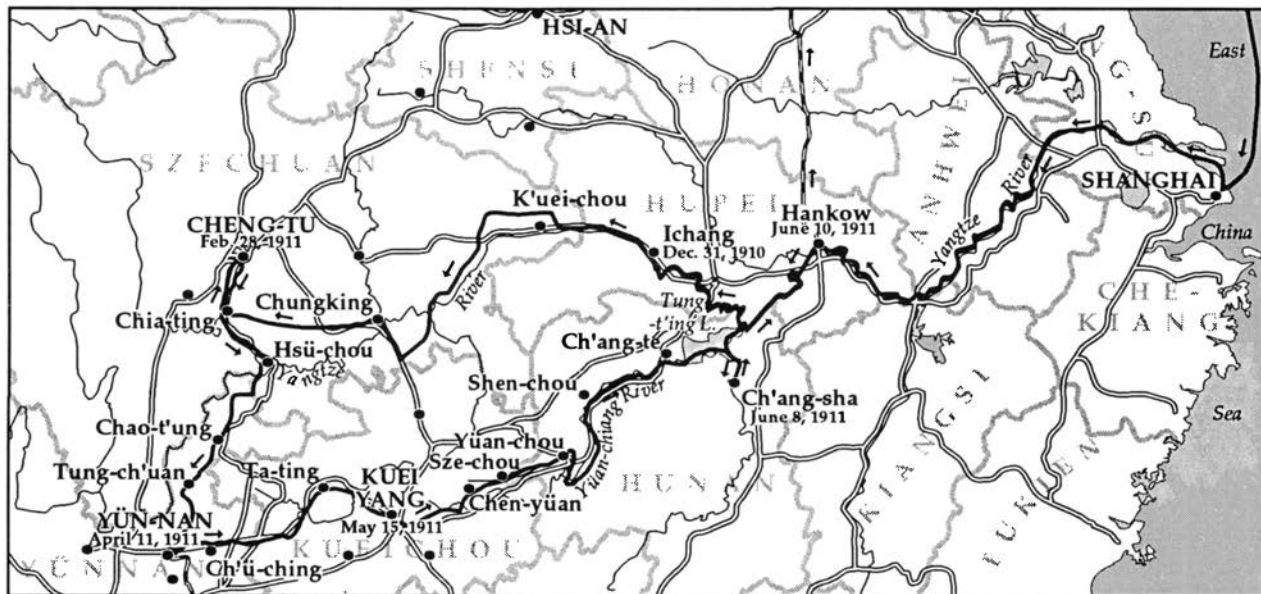 HSI-AN
East
SHENSI
HONAN
SZECHUAN
ANHWEI
River
SHANGHAI
K'uei-chou
HUPEI
Hankow
June 10, 1911
CHENG-TU
Feb. 28, 1911
Ichang
Dec. 31, 1910
Yangtze
China
River
Chungking
Tung
-t'ing L.
CHE-
KIANG
Chia-ting
Ch'ang-te
Hsü-chou
Yangtze
Shen-chou
Ch'ang-sha
June 8, 1911
Sea
Yüan-chiang River
Chao-t'ung
Yüan-chou
Sze-chou
KIANGSI
Tung-ch'uan
Ta-ting
KUEI
YANG
May 15, 1911
Chen-yüan
HUNAN
FUKIEN
YÜN-NAN
April 11, 1911
KUEICHOU
YÜNNAN
Ch'ü-ching